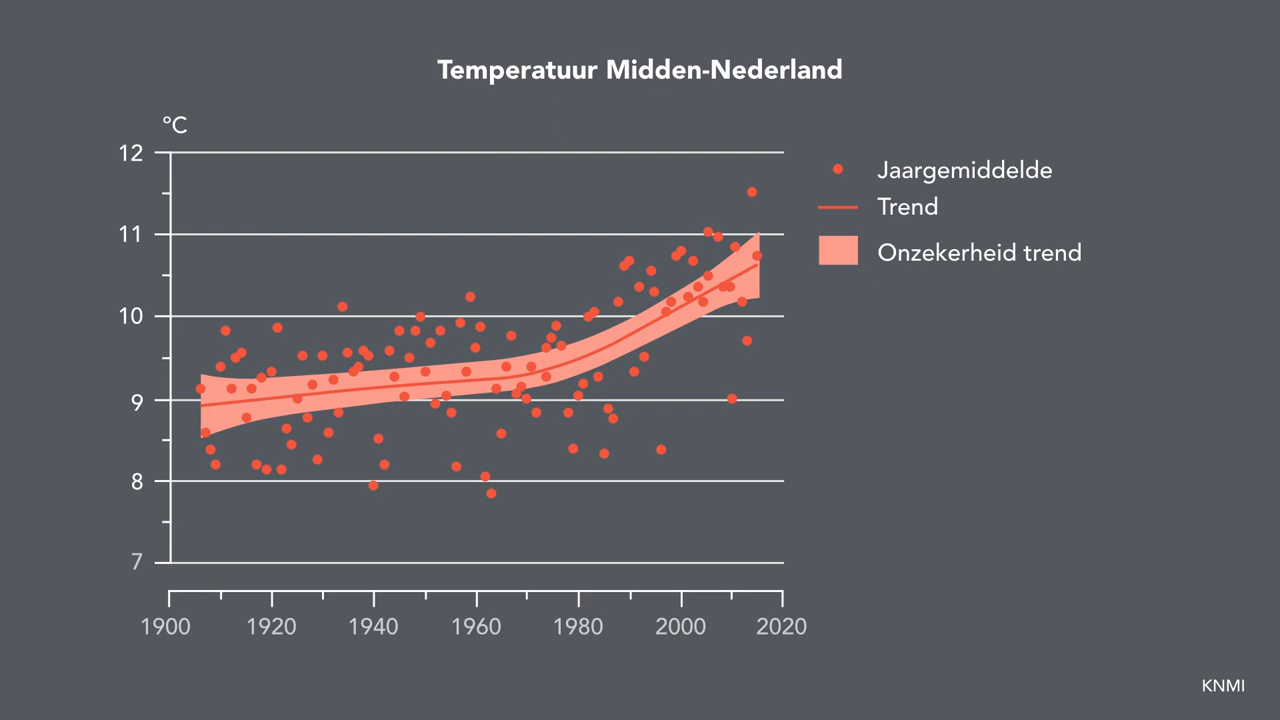 Temperatuur Midden-Nederland
°C
12
11
10
9
8
7
1900 1920 1940 1960 1980 2000 2020
Jaargemiddelde
Trend
Onzekerheid trend
KNMI